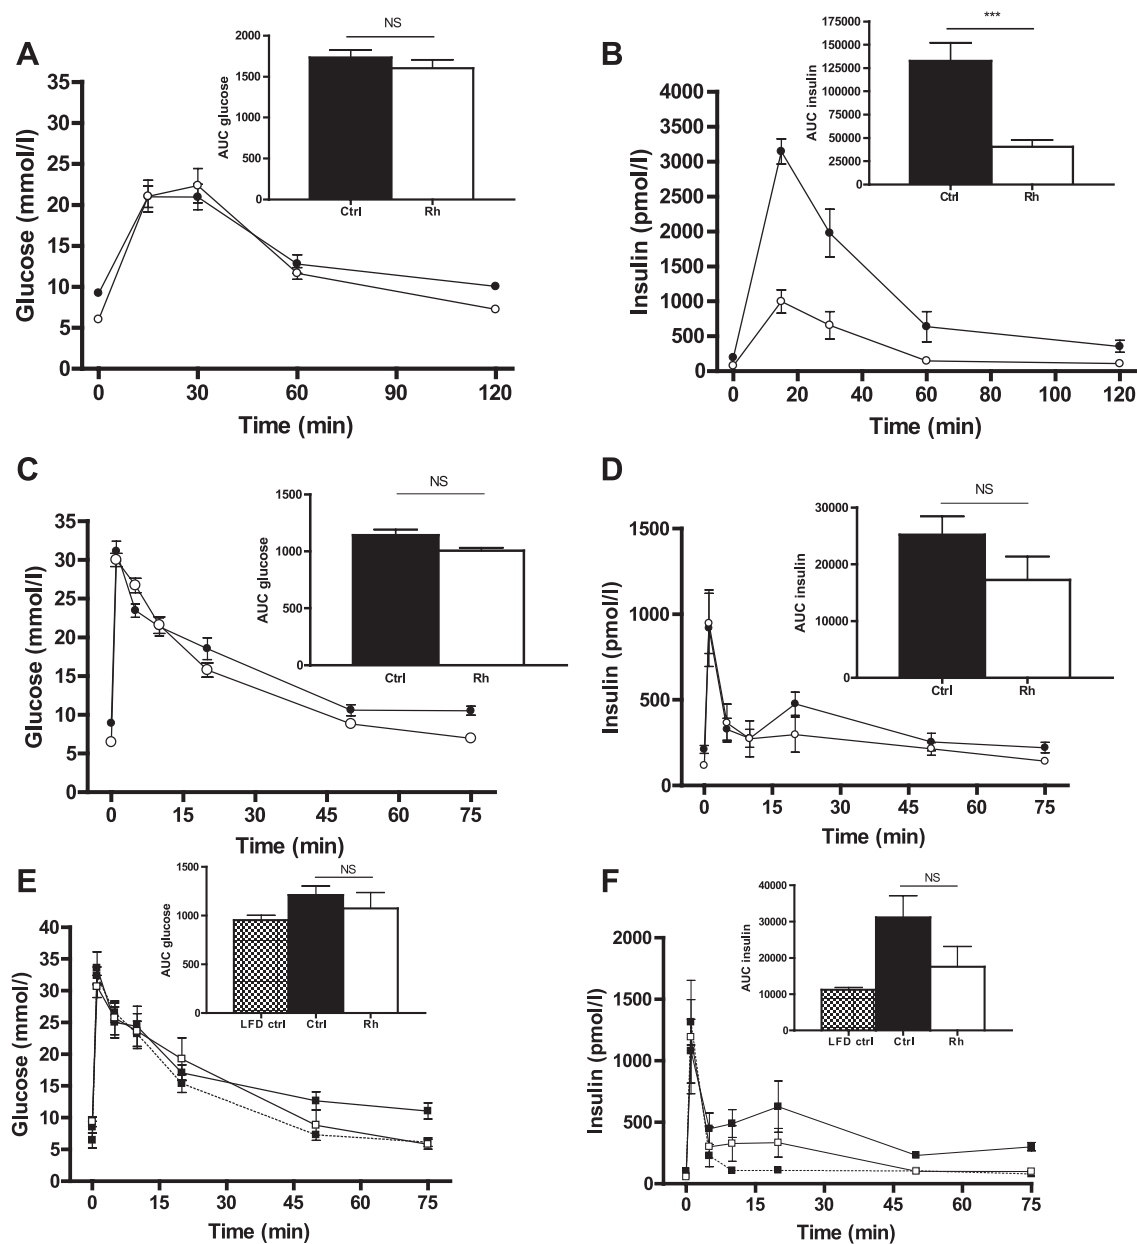 A
NS
2000
1500
1000
500
0
AUC glucose
Ctrl
Rh
35
30
25
20
15
10
5
0
Glucose (mmol/l)
0
30
60
90
120
Time (min)
B
***
175000
150000
125000
100000
75000
50000
25000
0
AUC insulin
Ctrl
Rh
4000
3500
3000
2500
2000
1500
1000
500
0
Insulin (pmol/l)
0
20
40
60
80
100
120
Time (min)
C
NS
1500
1000
500
0
AUC glucose
Ctrl
Rh
35
30
25
20
15
10
5
0
Glucose (mmol/l)
0
15
30
45
60
75
Time (min)
D
NS
30000
20000
10000
0
AUC insulin
Ctrl
Rh
1500
1000
500
0
Insulin (pmol/l)
0
15
30
45
60
75
Time (min)
E
NS
1500
1000
500
0
AUC glucose
LFD ctrl
Ctrl
Rh
40
35
30
25
20
15
10
5
0
Glucose (mmol/)
0
15
30
45
60
75
Time (min)
F
NS
40000
30000
20000
10000
0
AUC insulin
LFD ctrl
Ctrl
Rh
2000
1500
1000
500
0
Insulin (pmol/l)
0
15
30
45
60
75
Time (min)